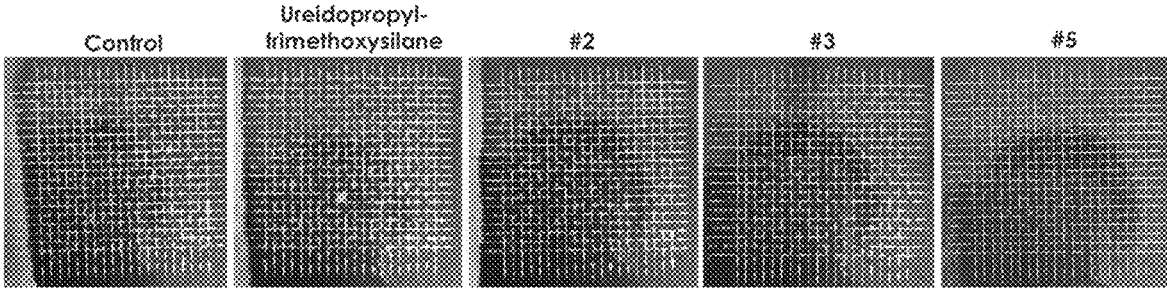 Control
Ureidopropyl-
trimethoxysilane
#2
#3
#5